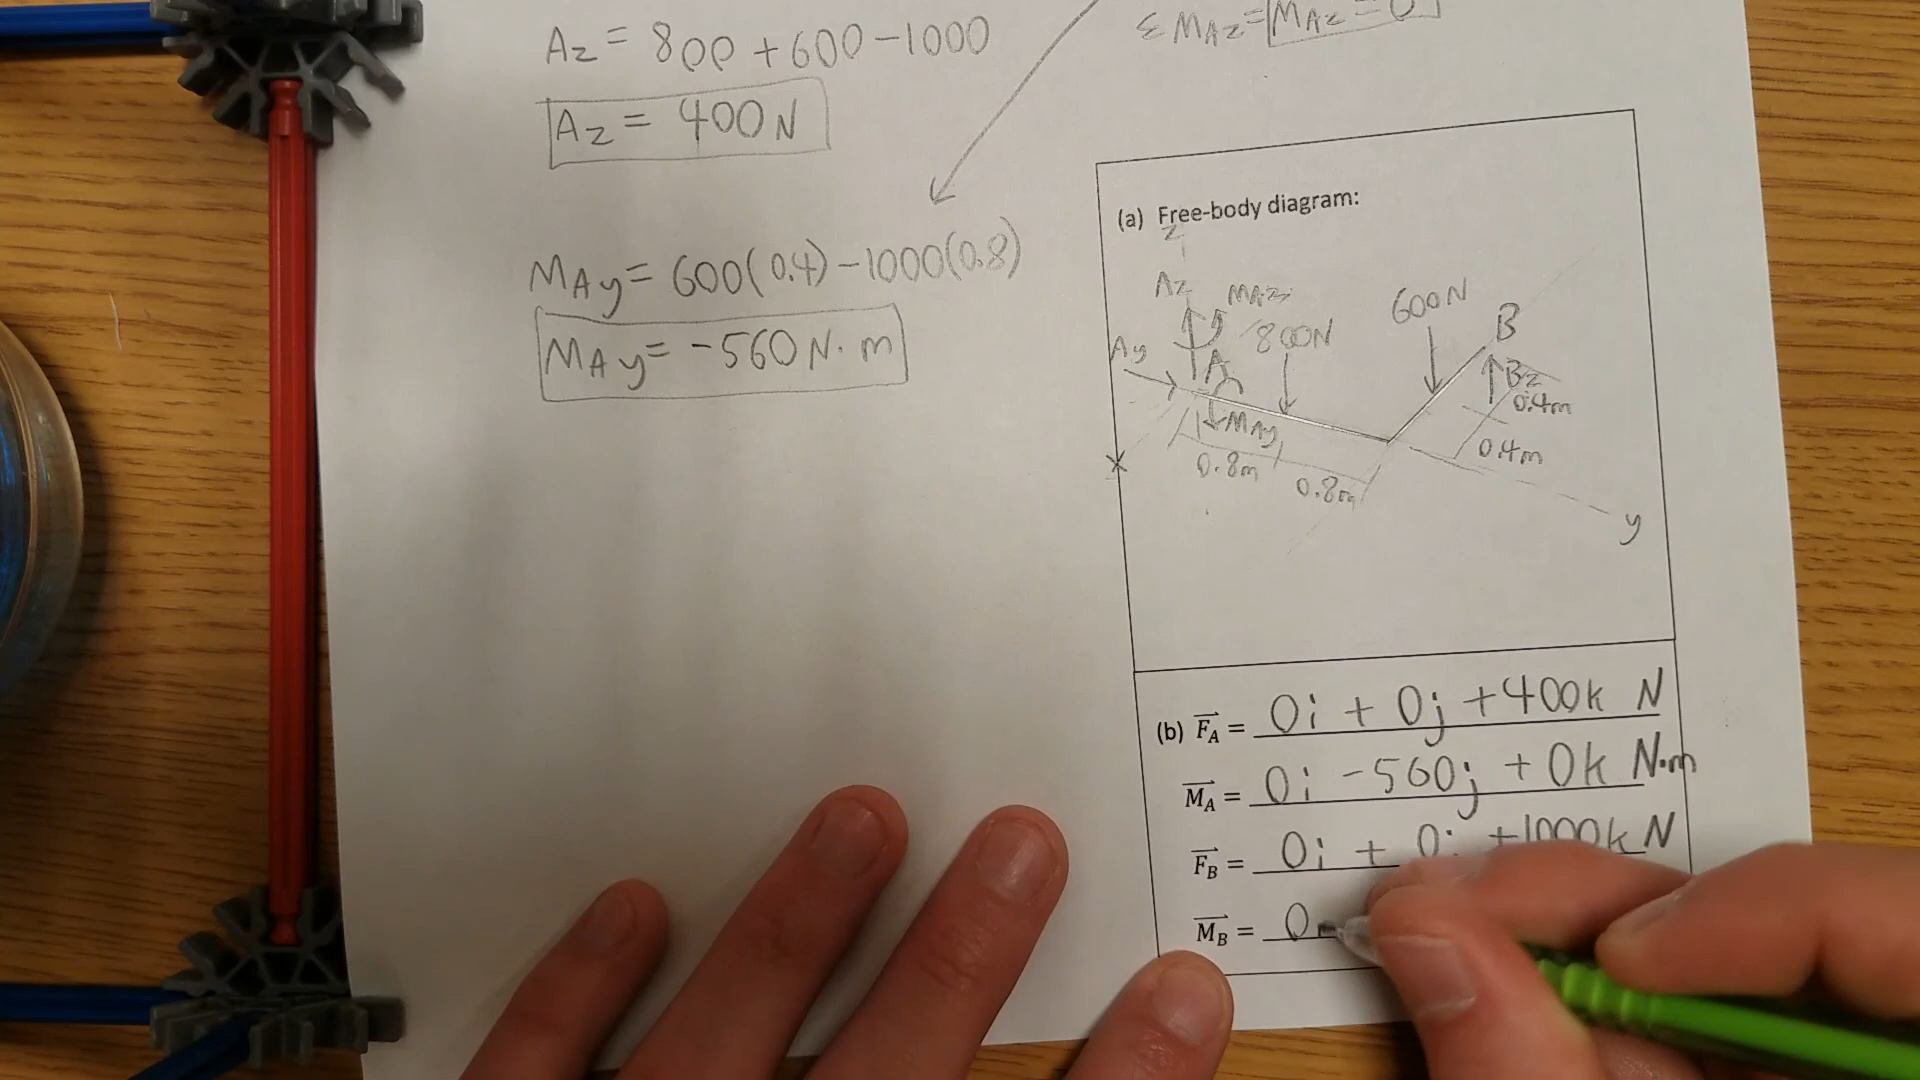 Az = 800 + 600 - 1000
Az = 400 N
MAy = 600(0.4) - 1000(0.8)
MAy = -560 N·m
ΣMAz = MAz = 0
(a) Free-body diagram:
z
Az
MAz
800N
600N
B
Ay
A
Bz
0.4m
MAy
0.4m
x
0.8m
0.8m
y
(b) FA = 0i + 0j + 400k N
MA = 0i - 560j + 0k N·m
FB = 0i + 0j + 1000k N
MB = 0